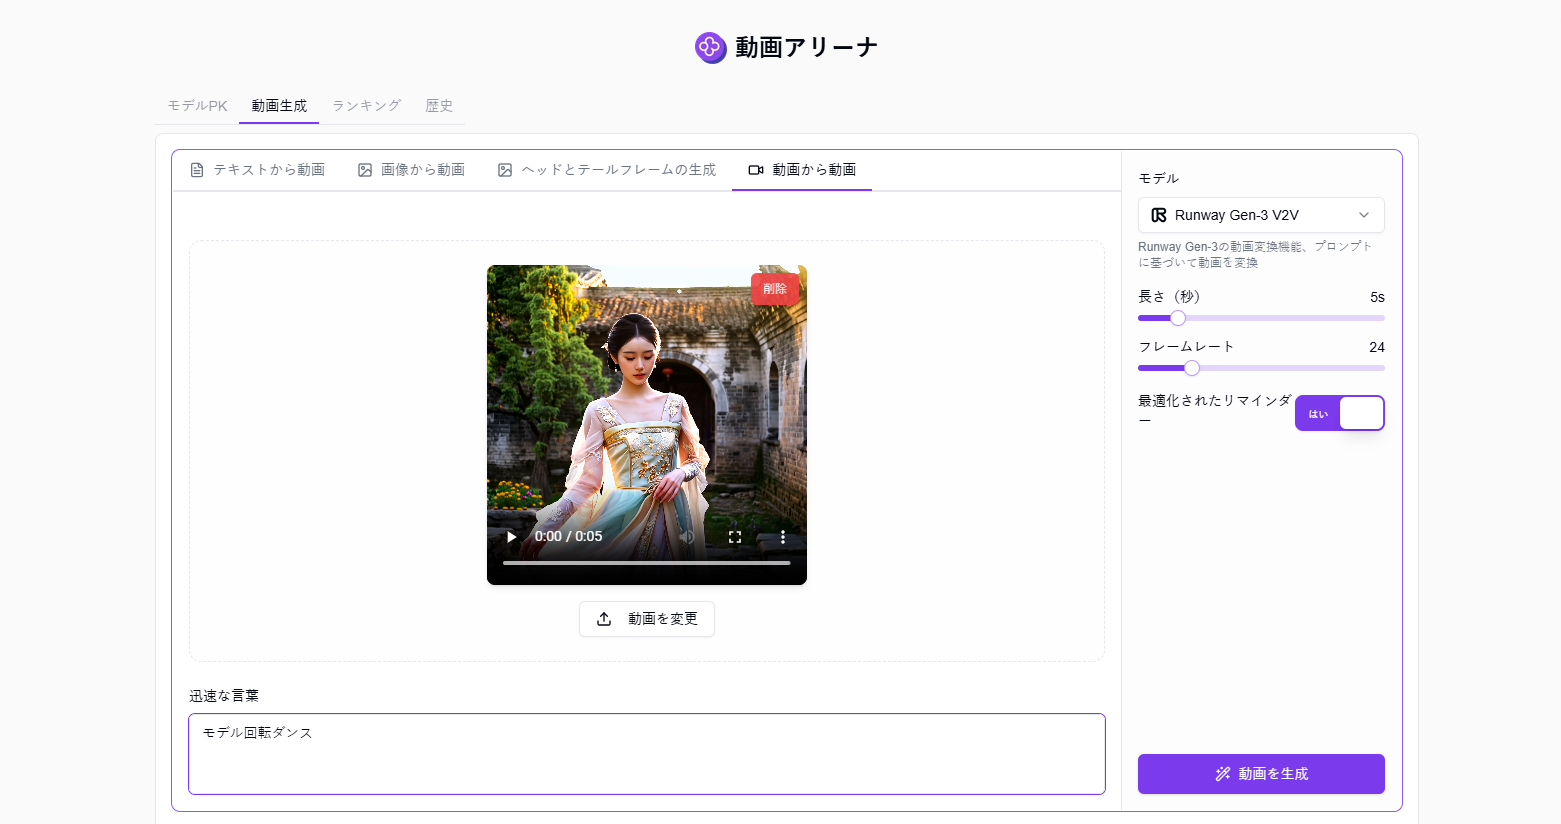 動画アリーナ
モデルPK
動画生成
ランキング
歴史
テキストから動画
画像から動画
ヘッドとテールフレームの生成
動画から動画
削除
0:00 / 0:05
動画を変更
迅速な言葉
モデル回転ダンス
モデル
Runway Gen-3 V2V
Runway Gen-3の動画変換機能、プロンプト
に基づいて動画を変換
長さ（秒）
5s
フレームレート
24
最適化されたリマインダ
ー
はい
動画を生成